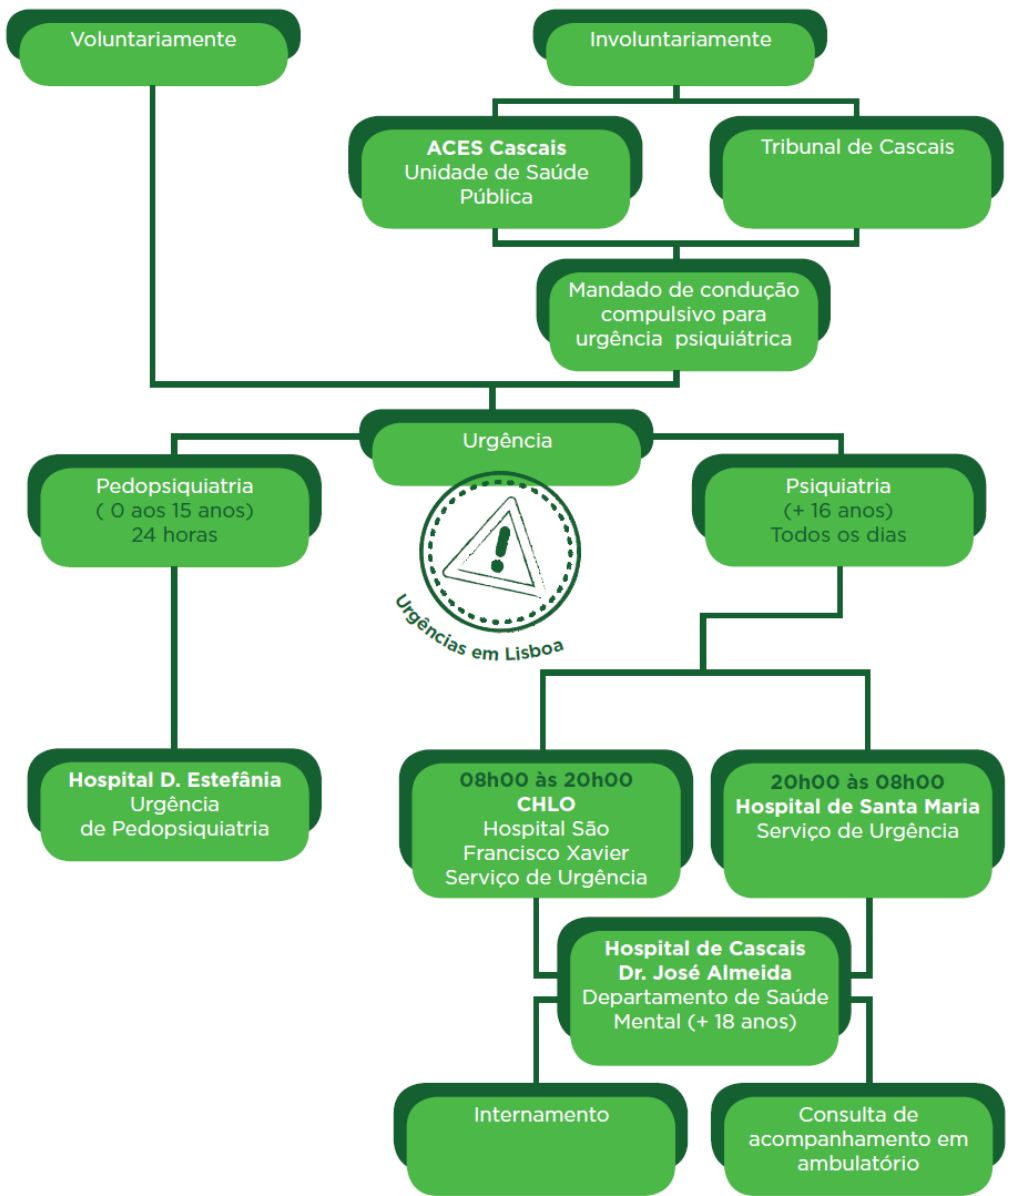 Voluntariamente
Involuntariamente
ACES Cascais
Unidade de Saúde
Pública
Tribunal de Cascais
Mandado de condução
compulsivo para
urgência psiquiátrica
Urgência
Pedopsiquiatria
( 0 aos 15 anos)
24 horas
Psiquiatria
(+ 16 anos)
Todos os dias
Urgências em Lisboa
Hospital D. Estefânia
Urgência
de Pedopsiquiatria
08h00 às 20h00
CHLO
Hospital São
Francisco Xavier
Serviço de Urgência
20h00 às 08h00
Hospital de Santa Maria
Serviço de Urgência
Hospital de Cascais
Dr. José Almeida
Departamento de Saúde
Mental (+ 18 anos)
Internamento
Consulta de
acompanhamento em
ambulatório